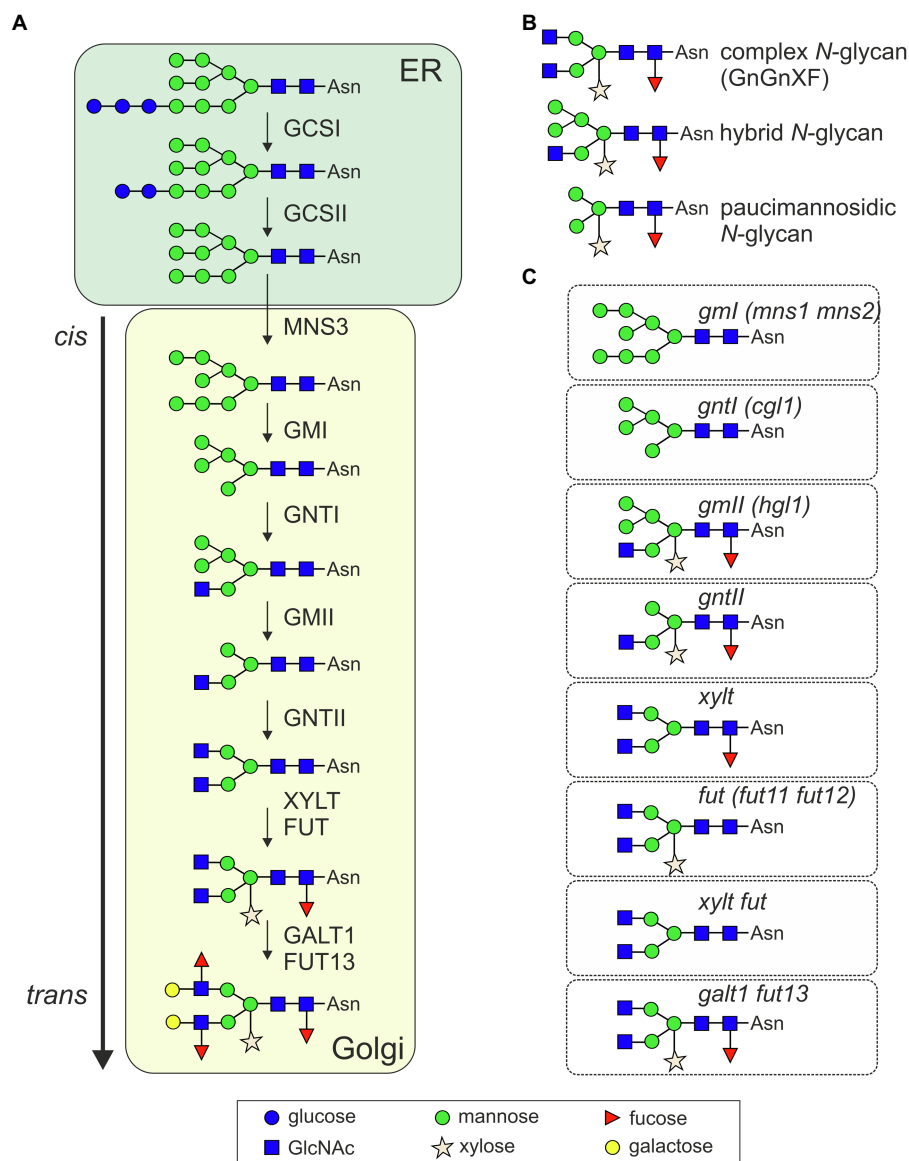 A
ER
Asn
GCSI
Asn
GCSII
Asn
cis
MNS3
Asn
GMI
Asn
GNTI
Asn
GMII
Asn
GNTII
Asn
XYLT
FUT
Asn
GALT1
FUT13
trans
Asn
Golgi
B
Asn
complex N-glycan
(GnGnXF)
Asn
hybrid N-glycan
Asn
paucimannosidic
N-glycan
C
gmI (mns1 mns2)
Asn
gntI (cgl1)
Asn
gmII (hgl1)
Asn
gntII
Asn
xylt
Asn
fut (fut11 fut12)
Asn
xylt fut
Asn
galt1 fut13
Asn
glucose
mannose
fucose
GlcNAc
xylose
galactose